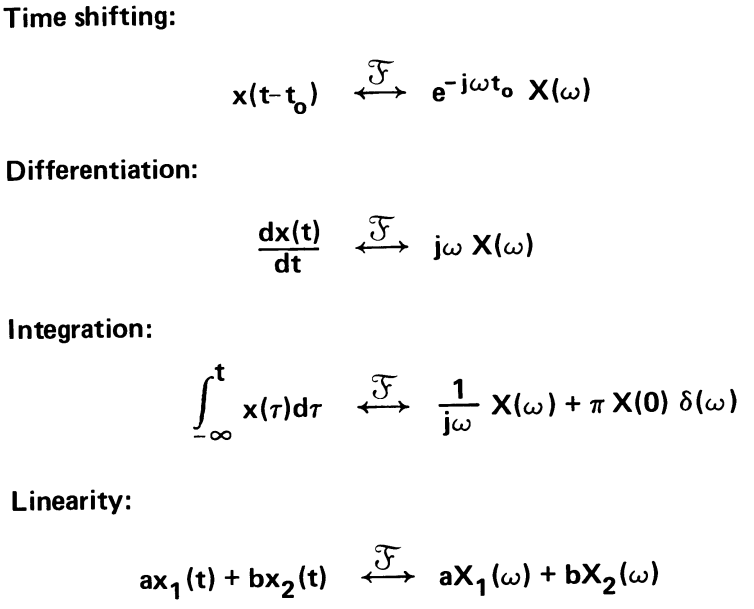 Time shifting:
x(t-t₀) ℱ⟷ e^{-jωt₀} X(ω)
Differentiation:
dx(t)/dt ℱ⟷ jω X(ω)
Integration:
∫_{-∞}^{t} x(τ)dτ ℱ⟷ 1/jω X(ω) + π X(0) δ(ω)
Linearity:
ax₁(t) + bx₂(t) ℱ⟷ aX₁(ω) + bX₂(ω)